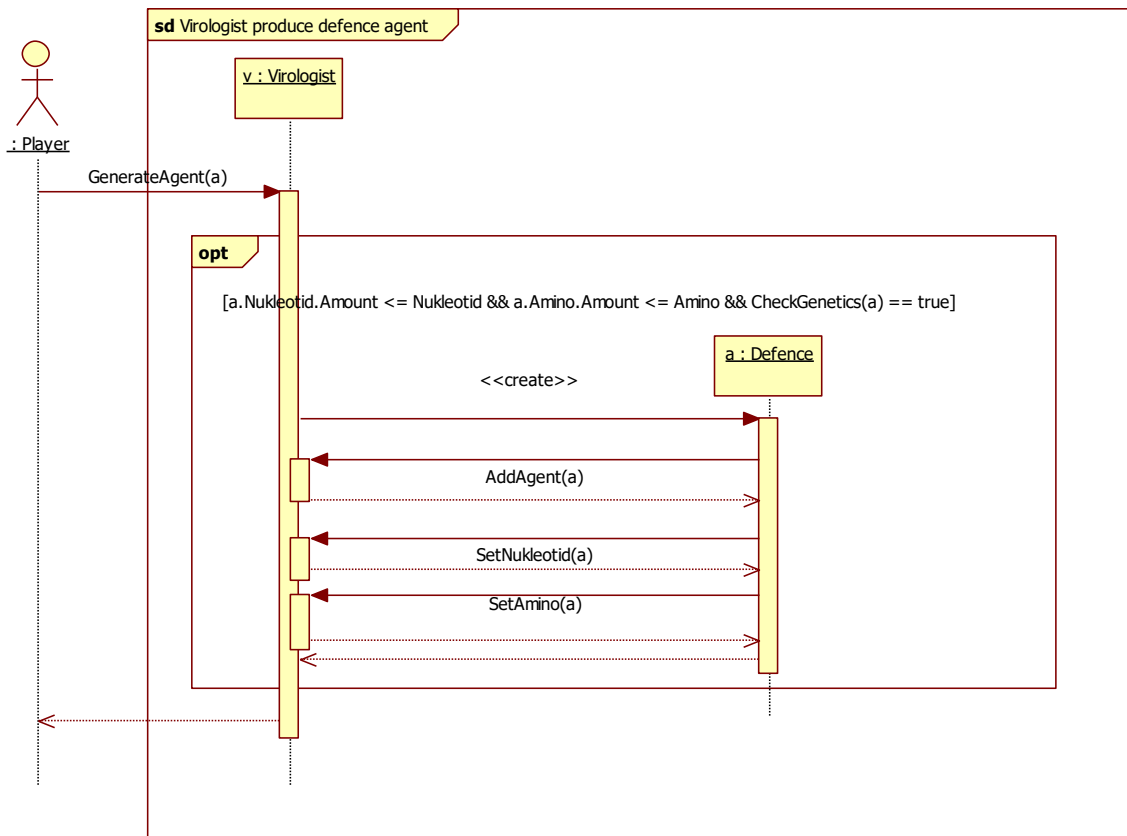 sd Virologist produce defence agent
v : Virologist
: Player
GenerateAgent(a)
opt
[a.Nukleotid.Amount <= Nukleotid && a.Amino.Amount <= Amino && CheckGenetics(a) == true]
a : Defence
<<create>>
AddAgent(a)
SetNukleotid(a)
SetAmino(a)